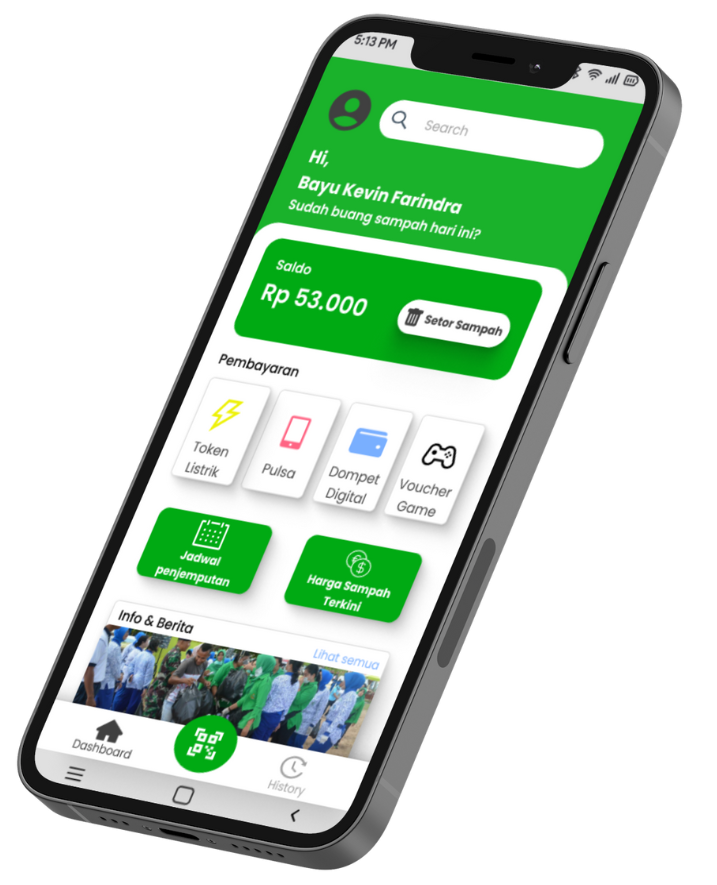 5:13 PM
Search
Hi,
Bayu Kevin Farindra
Sudah buang sampah hari ini?
Saldo
Rp 53.000
Setor Sampah
Pembayaran
Token
Listrik
Pulsa
Dompet
Digital
Voucher
Game
Jadwal
penjemputan
Harga Sampah
Terkini
Info & Berita
Lihat semua
Dashboard
History